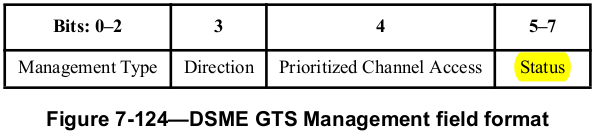 Bits: 0–2 3 4 5–7
Management Type Direction Prioritized Channel Access Status
Figure 7-124—DSME GTS Management field format